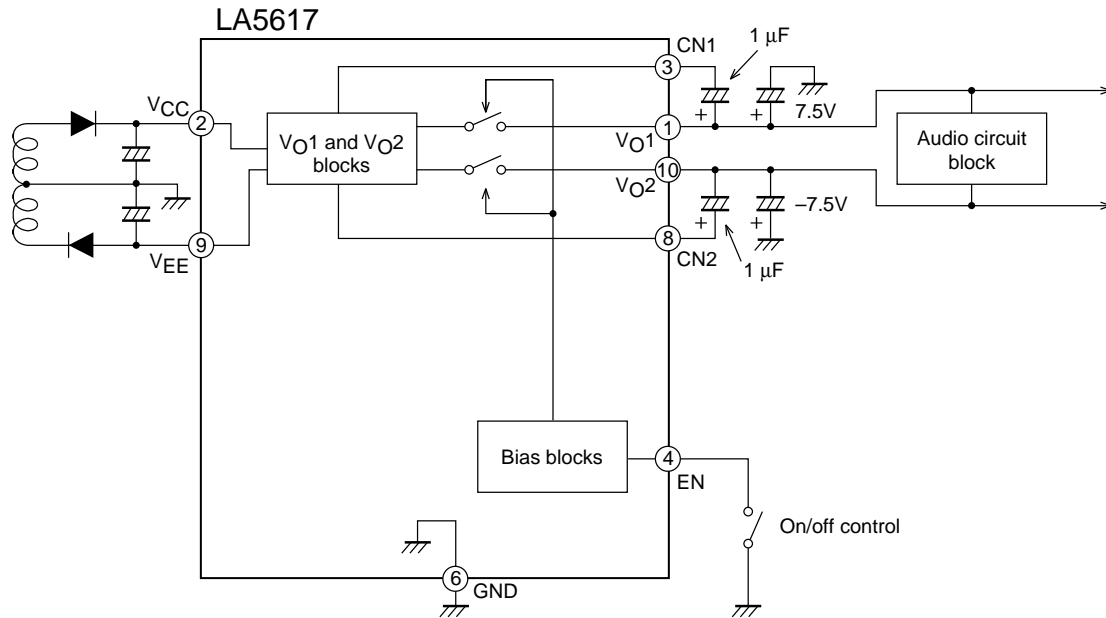 LA5617
CN1
1 μF
3
VCC
2
7.5V
1
VO1
VO1 and VO2
blocks
Audio circuit
block
10
VO2
–7.5V
+
+
+
+
9
VEE
8
CN2
1 μF
Bias blocks
4
EN
On/off control
6
GND